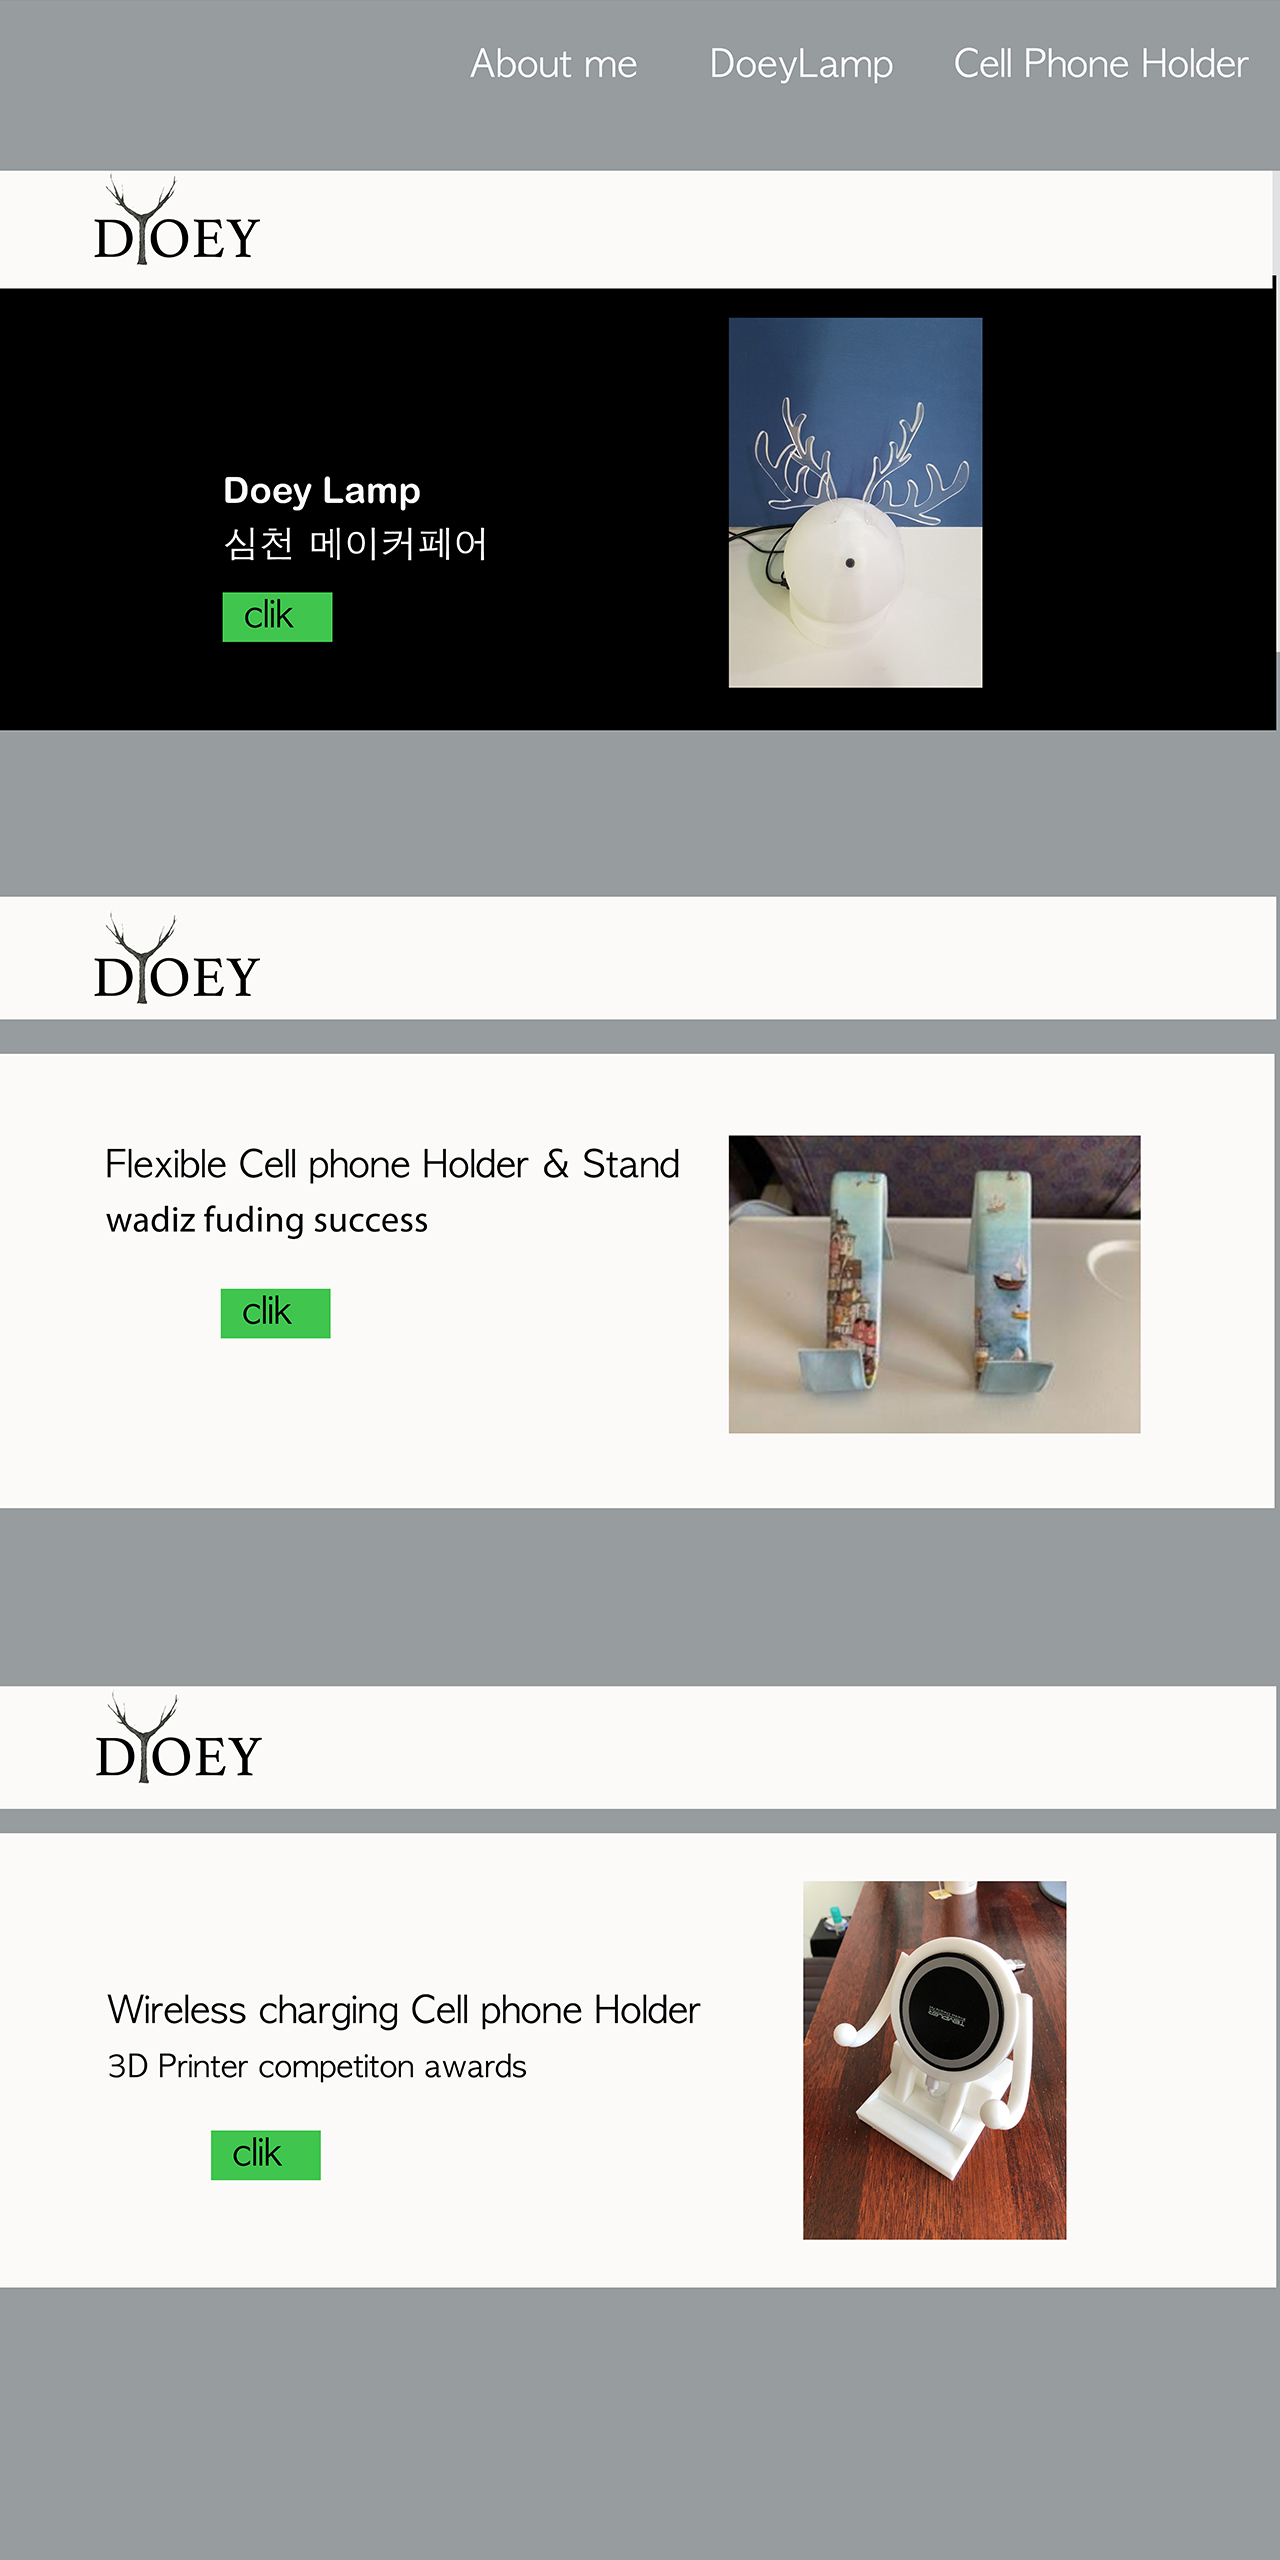 About me DoeyLamp Cell Phone Holder
DOEY
Doey Lamp
심천 메이커페어
clik
DOEY
Flexible Cell phone Holder & Stand
wadiz fuding success
clik
DOEY
Wireless charging Cell phone Holder
3D Printer competiton awards
clik